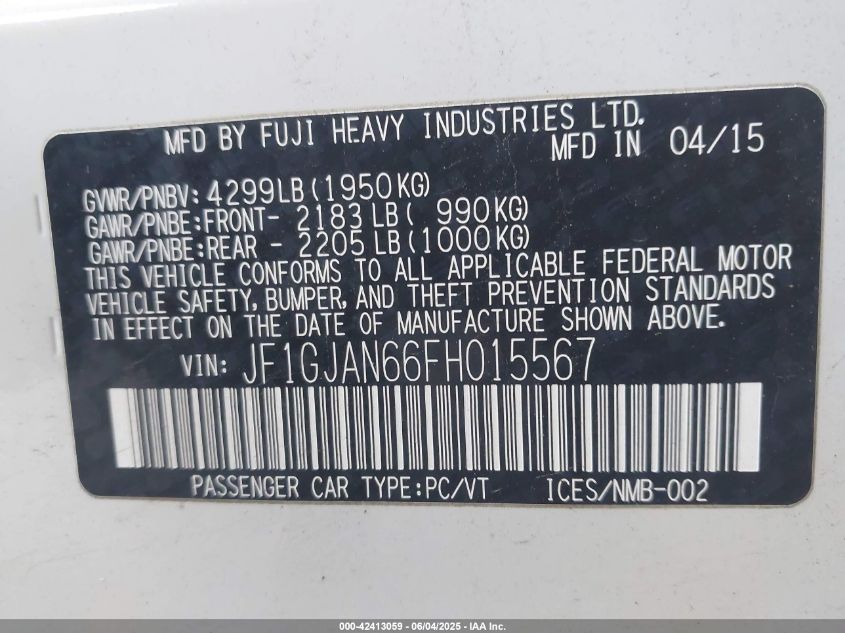 MFD BY FUJI HEAVY INDUSTRIES LTD.
MFD IN 04/15
GVWR/PNBV: 4299LB(1950KG)
GAWR/PNBE:FRONT- 2183 LB( 990KG)
GAWR/PNBE:REAR - 2205 LB(1000KG)
THIS VEHICLE CONFORMS TO ALL APPLICABLE FEDERAL MOTOR
VEHICLE SAFETY, BUMPER, AND THEFT PREVENTION STANDARDS
IN EFFECT ON THE DATE OF MANUFACTURE SHOWN ABOVE.
VIN: JF1GJAN66FH015567
PASSENGER CAR TYPE:PC/VT ICES/NMB-002
000-42413059 - 06/04/2025 - IAA Inc.